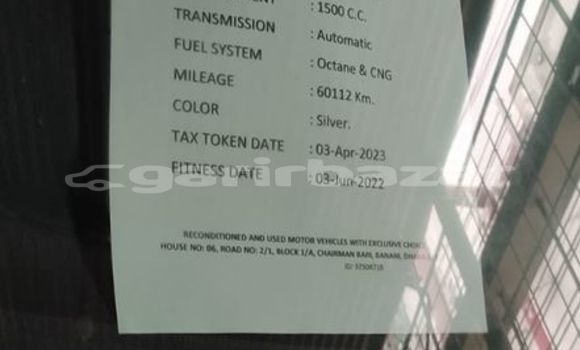 : 1500 C.C.
TRANSMISSION : Automatic
FUEL SYSTEM : Octane & CNG
MILEAGE : 60112 Km.
COLOR : Silver.
TAX TOKEN DATE : 03-Apr-2023
FITNESS DATE : 03-Jun-2022
garirbazar
RECONDITIONED AND USED MOTOR VEHICLES WITH EXCLUSIVE
HOUSE NO: 06, ROAD NO: 2/1, BLOCK 1/A, CHAIRMAN BARI, BANANI,